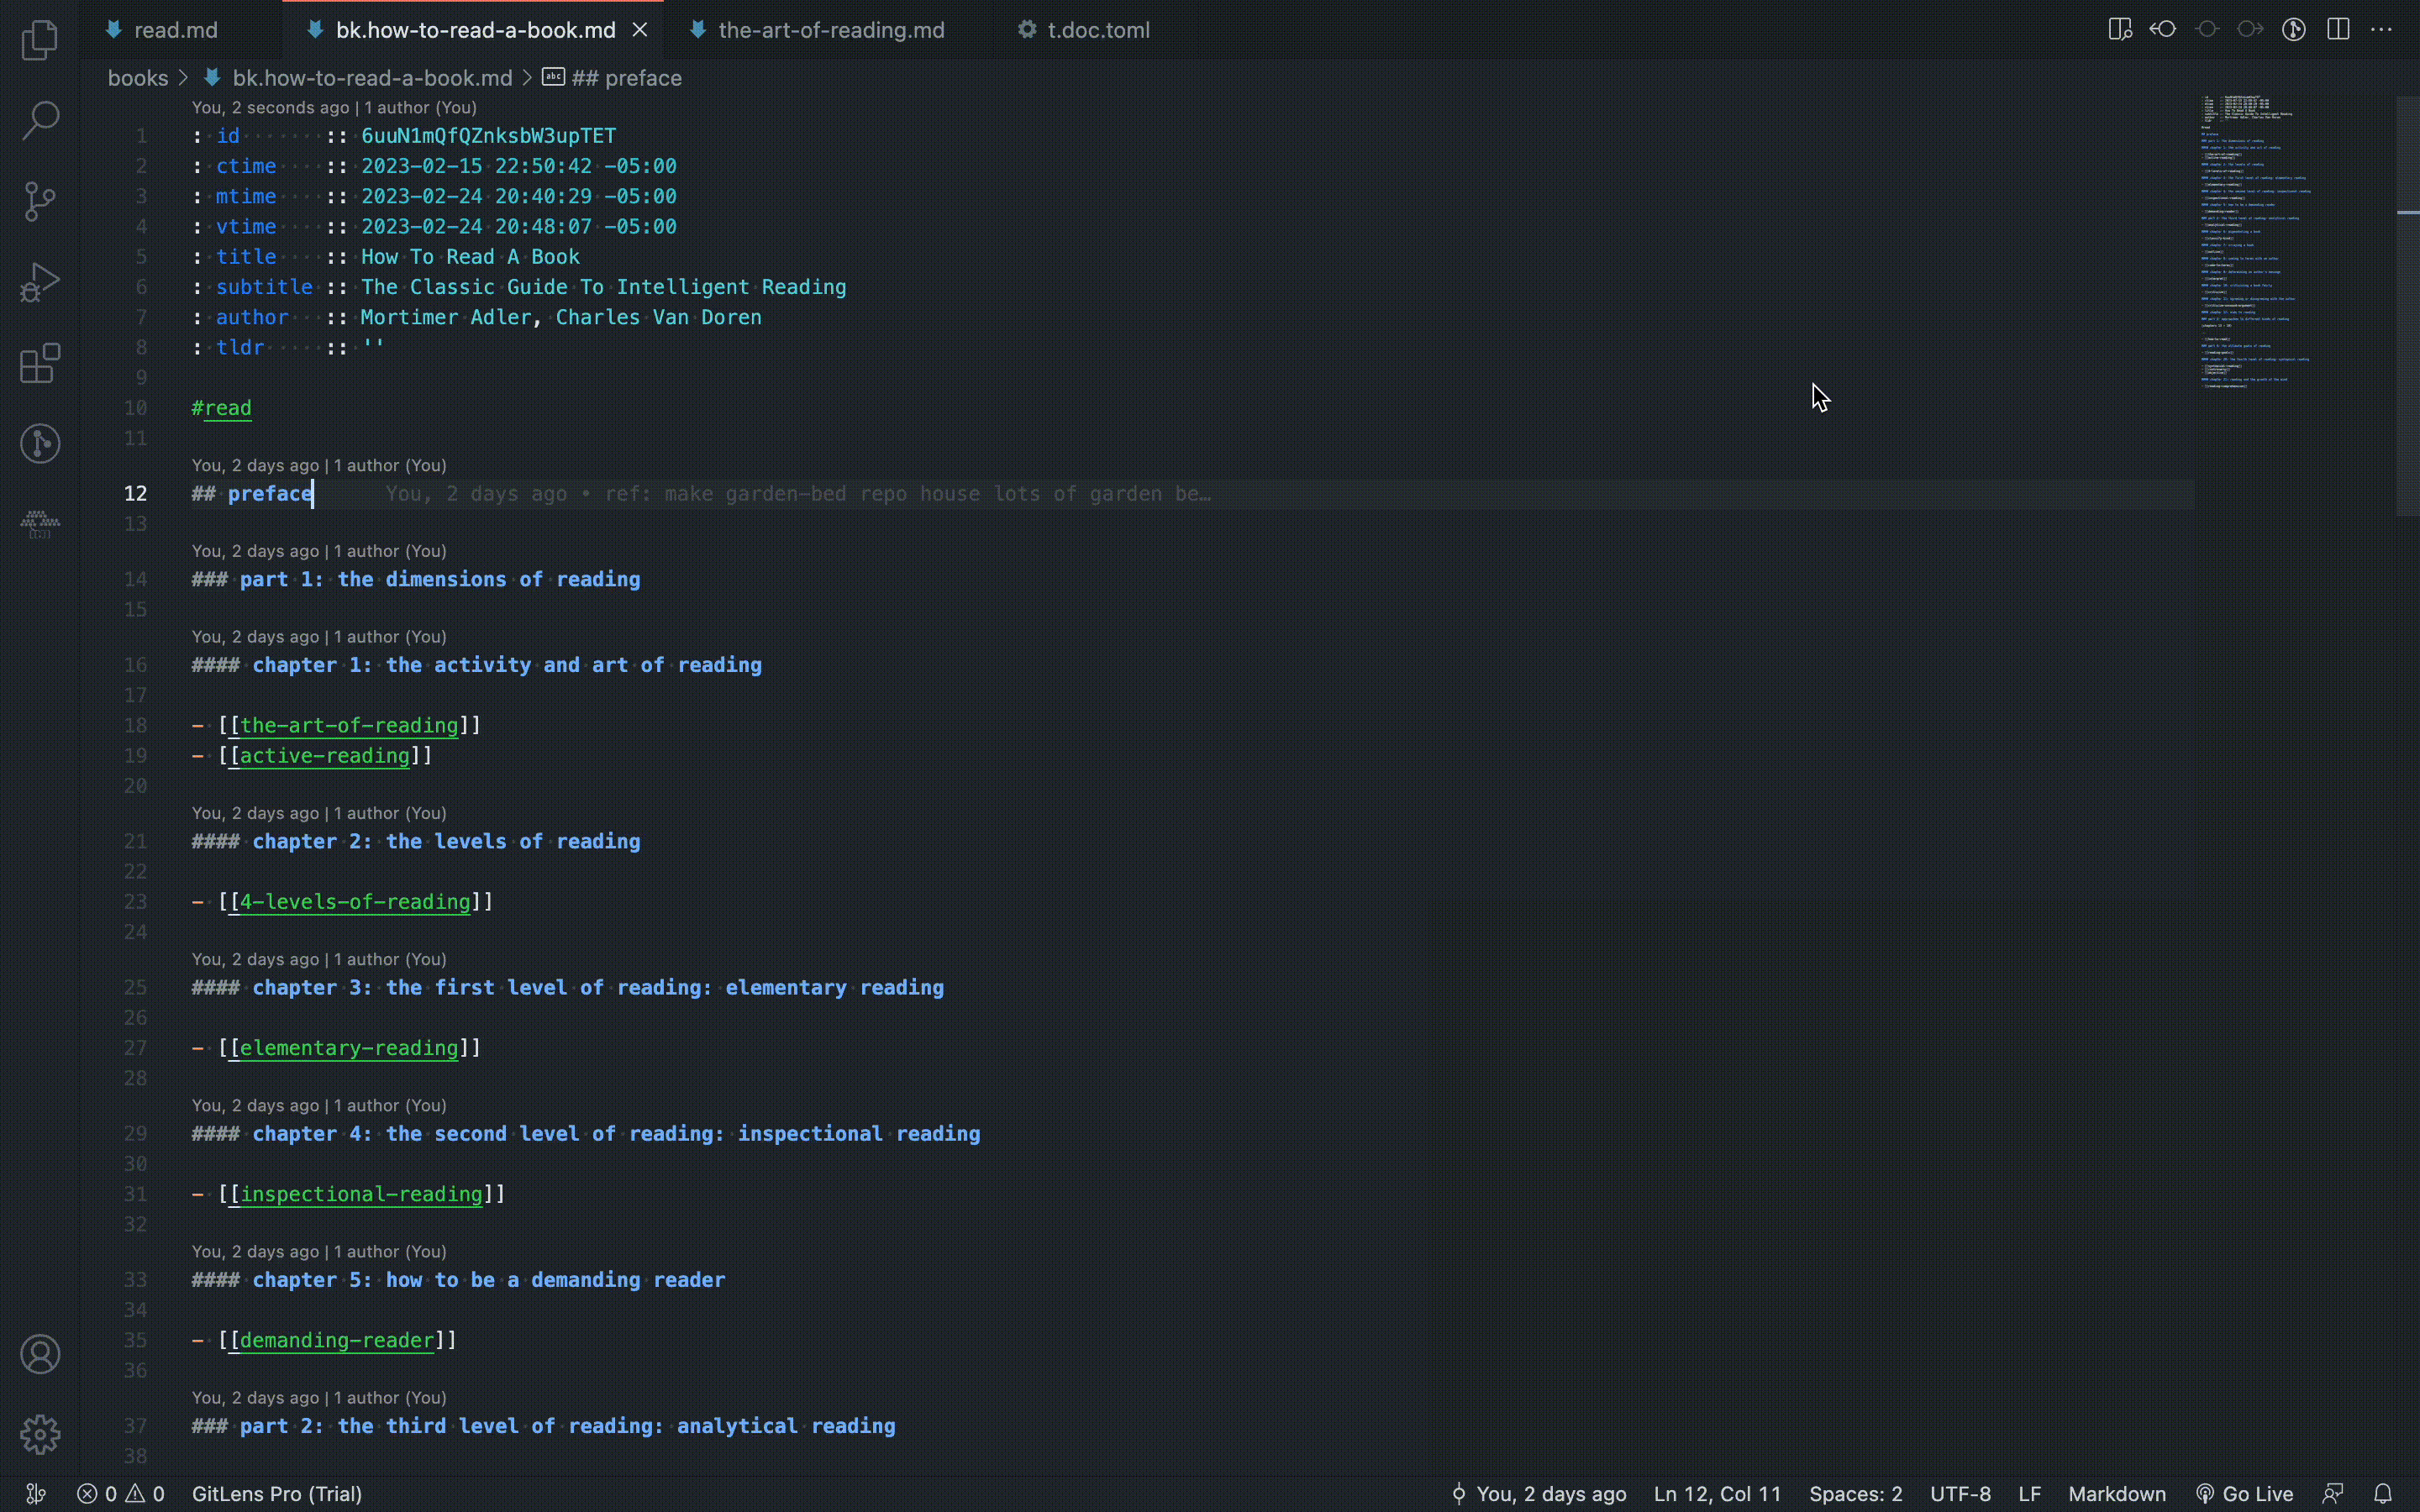 read.md bk.how-to-read-a-book.md the-art-of-reading.md t.doc.toml
books > bk.how-to-read-a-book.md > abc ## preface
You, 2 seconds ago | 1 author (You)
1 : id :: 6uuN1mQfQZnksbW3upTET
2 : ctime :: 2023-02-15 22:50:42 -05:00
3 : mtime :: 2023-02-24 20:40:29 -05:00
4 : vtime :: 2023-02-24 20:48:07 -05:00
5 : title :: How To Read A Book
6 : subtitle :: The Classic Guide To Intelligent Reading
7 : author :: Mortimer Adler, Charles Van Doren
8 : tldr :: ''
9
10 #read
11
You, 2 days ago | 1 author (You)
12 ## preface You, 2 days ago • ref: make garden-bed repo house lots of garden be…
13
You, 2 days ago | 1 author (You)
14 ### part 1: the dimensions of reading
15
You, 2 days ago | 1 author (You)
16 #### chapter 1: the activity and art of reading
17
18 - [[the-art-of-reading]]
19 - [[active-reading]]
20
You, 2 days ago | 1 author (You)
21 #### chapter 2: the levels of reading
22
23 - [[4-levels-of-reading]]
24
You, 2 days ago | 1 author (You)
25 #### chapter 3: the first level of reading: elementary reading
26
27 - [[elementary-reading]]
28
You, 2 days ago | 1 author (You)
29 #### chapter 4: the second level of reading: inspectional reading
30
31 - [[inspectional-reading]]
32
You, 2 days ago | 1 author (You)
33 #### chapter 5: how to be a demanding reader
34
35 - [[demanding-reader]]
36
You, 2 days ago | 1 author (You)
37 ### part 2: the third level of reading: analytical reading
38
0 0 GitLens Pro (Trial) You, 2 days ago Ln 12, Col 11 Spaces: 2 UTF-8 LF Markdown Go Live